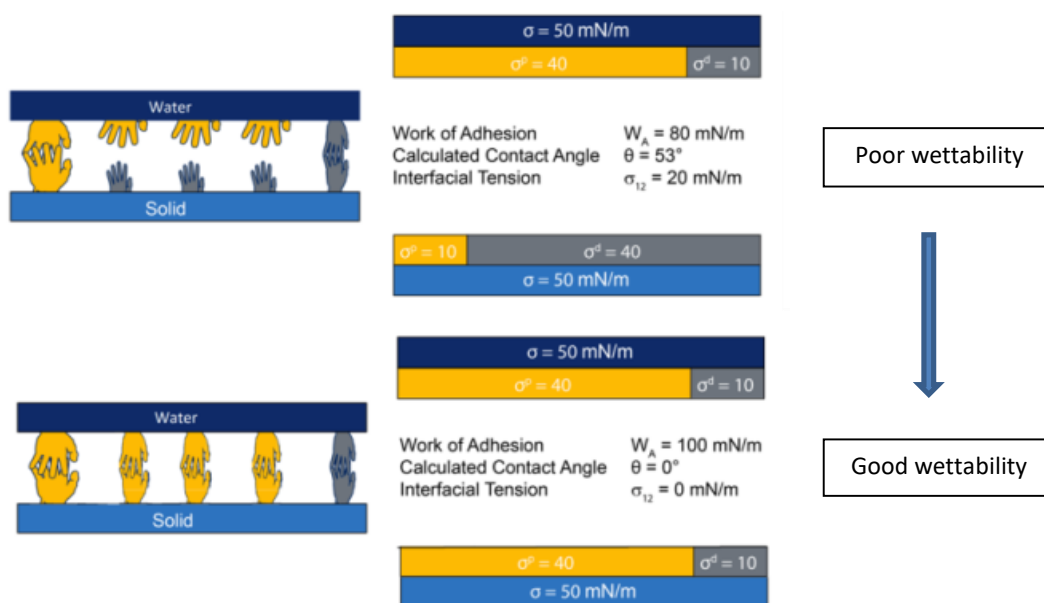 σ = 50 mN/m
σᵖ = 40 σᵈ = 10
Water
Solid
Work of Adhesion W_A = 80 mN/m
Calculated Contact Angle θ = 53°
Interfacial Tension σ₁₂ = 20 mN/m
Poor wettability
σᵖ = 10 σᵈ = 40
σ = 50 mN/m
σ = 50 mN/m
σᵖ = 40 σᵈ = 10
Water
Solid
Work of Adhesion W_A = 100 mN/m
Calculated Contact Angle θ = 0°
Interfacial Tension σ₁₂ = 0 mN/m
Good wettability
σᵖ = 40 σᵈ = 10
σ = 50 mN/m